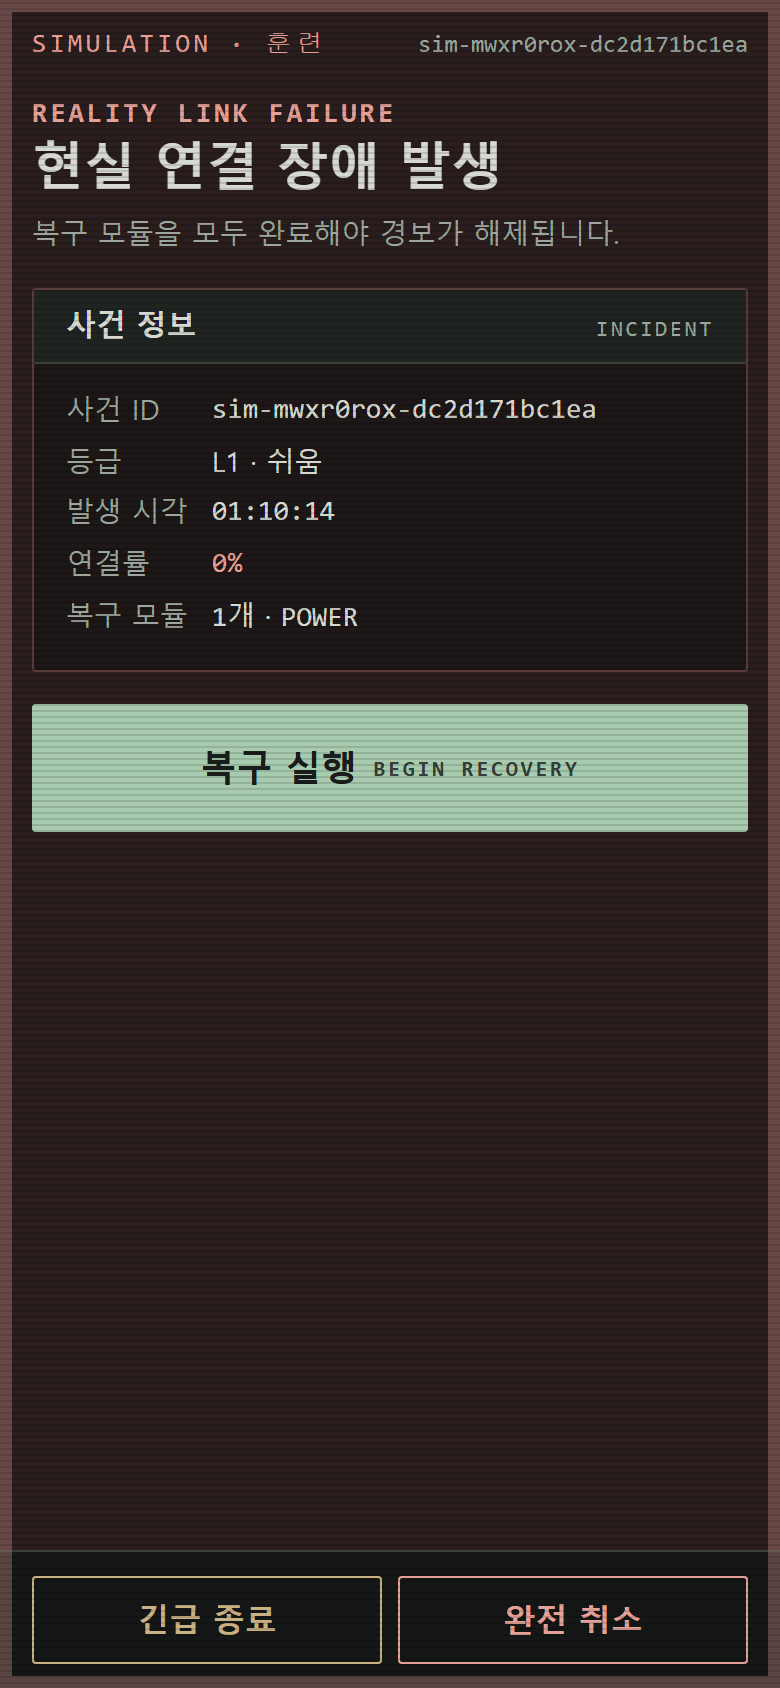 SIMULATION · 훈련
sim-mwxr0rox-dc2d171bc1ea
REALITY LINK FAILURE
현실 연결 장애 발생
복구 모듈을 모두 완료해야 경보가 해제됩니다.
사건 정보
INCIDENT
사건 ID sim-mwxr0rox-dc2d171bc1ea
등급 L1 · 쉬움
발생 시각 01:10:14
연결률 0%
복구 모듈 1개 · POWER
복구 실행 BEGIN RECOVERY
긴급 종료
완전 취소